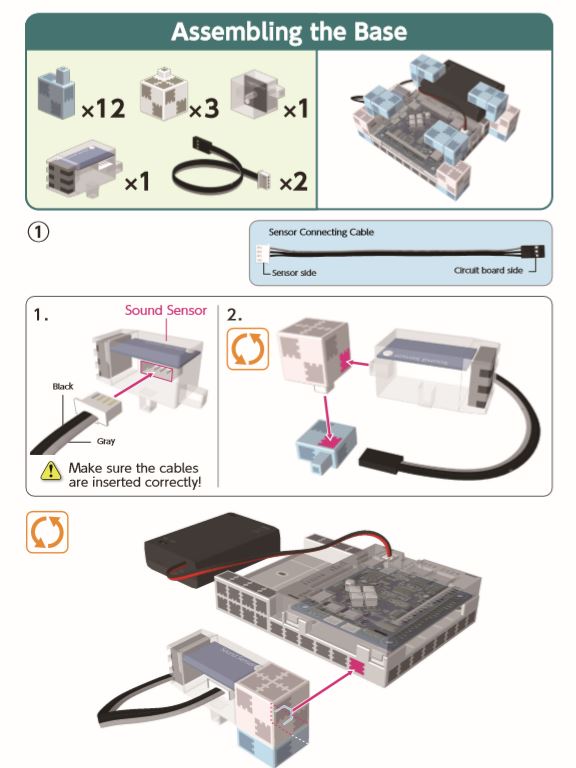 Assembling the Base
×12
×3
×1
×1
×2
①
Sensor Connecting Cable
Sensor side
Circuit board side
1.
Sound Sensor
Black
Gray
Make sure the cables
are inserted correctly!
2.